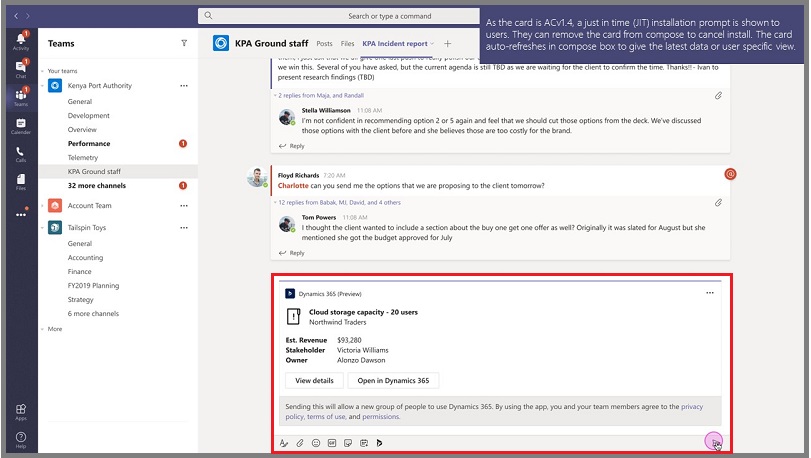 Search or type a command
As the card is ACv1.4, a just in time (JIT) installation prompt is shown to
users. They can remove the card from compose to cancel install. The card
auto-refreshes in compose box to give the latest data or user specific view.
Activity
Chat
Teams
Calendar
Calls
Files
Apps
Help
1
1
1
Teams
Your teams
Kenya Port Authority
General
Development
Overview
Performance 1
Telemetry
KPA Ground staff
32 more channels 1
Account Team
Tailspin Toys
General
Accounting
Finance
FY2019 Planning
Strategy
6 more channels
More
KPA Ground staff Posts Files KPA Incident report
we win this. Several of you have asked, but the current agenda is still TBD as we are waiting for the client to confirm the time. Thanks!!- Ivan to
present research findings (TBD)
2 replies from Maja, and Randall
Stella Williamson 11:08 AM
I'm not confident in recommending option 2 or 5 again and feel that we should cut those options from the deck. We've discussed
those options with the client before and she believes those are too costly for the brand.
Reply
Floyd Richards 7:20 AM
Charlotte can you send me the options that we are proposing to the client tomorrow?
12 replies from Babak, MJ, David, and 4 others
Tom Powers 11:08 AM
I thought the client wanted to include a section about the buy one get one offer as well? Originally it was slated for August but she
mentioned she got the budget approved for July
Reply
Dynamics 365 (Preview)
Cloud storage capacity - 20 users
Northwind Traders
Est. Revenue $93,280
Stakeholder Victoria Williams
Owner Alonzo Dawson
View details Open in Dynamics 365
Sending this will allow a new group of people to use Dynamics 365. By using the app, you and your team members agree to the privacy
policy, terms of use, and permissions.
GIF